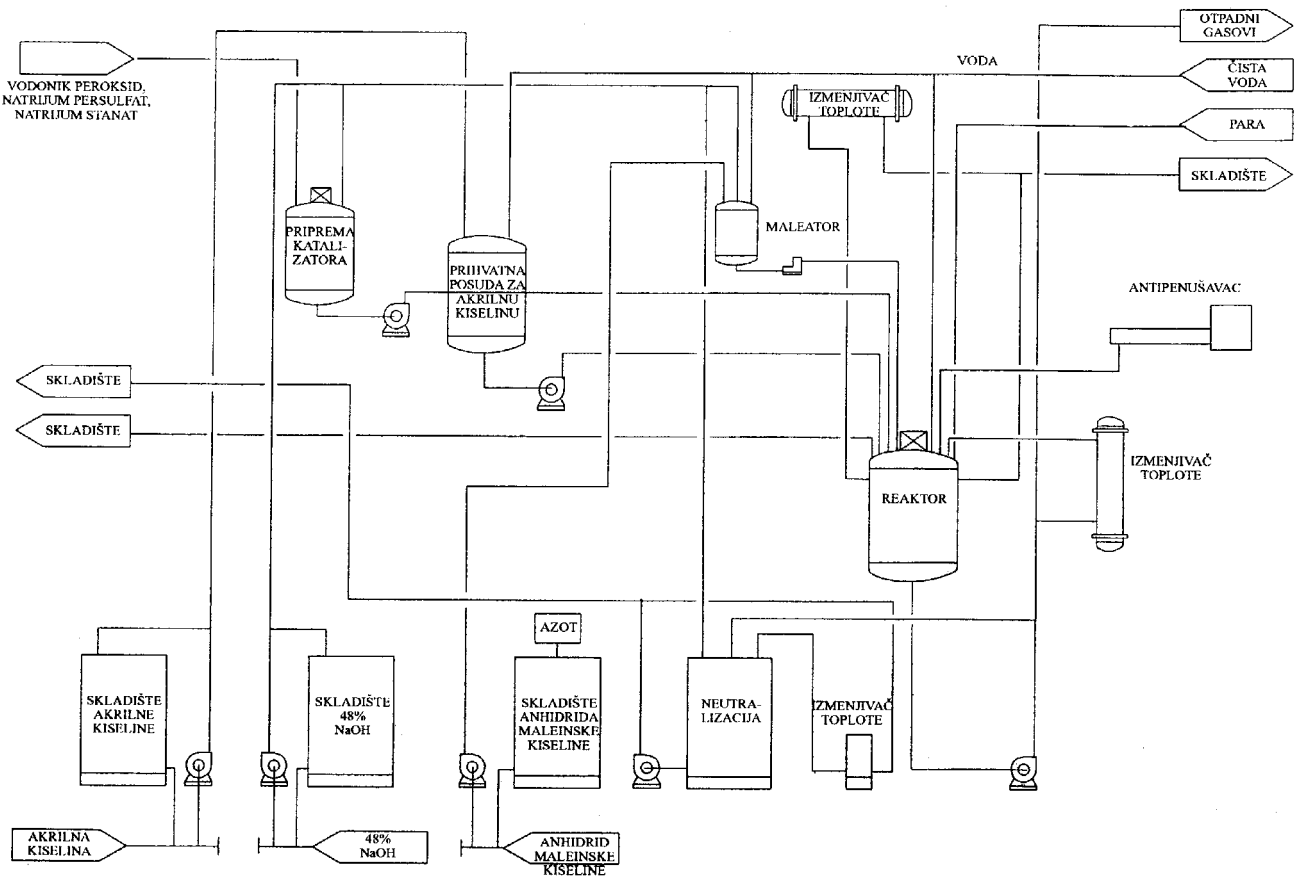 OTPADNI
GASOVI
VODONIK PEROKSID,
NATRIJUM PERSULFAT,
NATRIJUM STANAT
VODA
ČISTA
VODA
IZMENJIVAČ
TOPLOTE
PARA
SKLADIŠTE
PRIPREMA
KATALI-
ZATORA
MALEATOR
PRIHVATNA
POSUDA ZA
AKRILNU
KISELINU
ANTIPENUŠAVAC
SKLADIŠTE
SKLADIŠTE
IZMENJIVAČ
TOPLOTE
REAKTOR
AZOT
SKLADIŠTE
AKRILNE
KISELINE
SKLADIŠTE
48%
NaOH
SKLADIŠTE
ANHIDRIDA
MALEINSKE
KISELINE
NEUTRA-
LIZACIJA
IZMENJIVAČ
TOPLOTE
AKRILNA
KISELINA
48%
NaOH
ANHIDRID
MALEINSKE
KISELINE